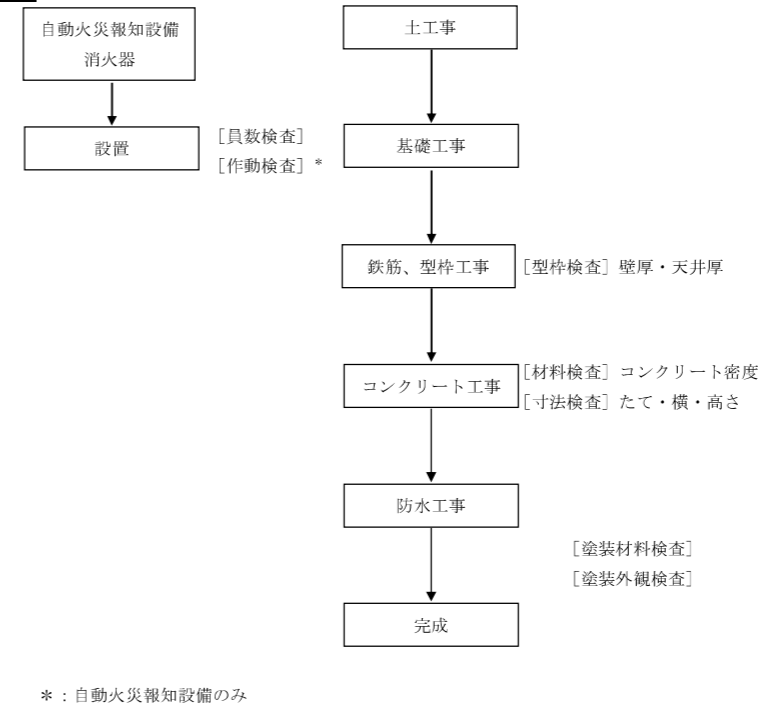 自動火災報知設備
消火器
設置
［員数検査］
［作動検査］*
土工事
基礎工事
鉄筋、型枠工事
［型枠検査］壁厚・天井厚
コンクリート工事
［材料検査］コンクリート密度
［寸法検査］たて・横・高さ
防水工事
［塗装材料検査］
［塗装外観検査］
完成
＊：自動火災報知設備のみ